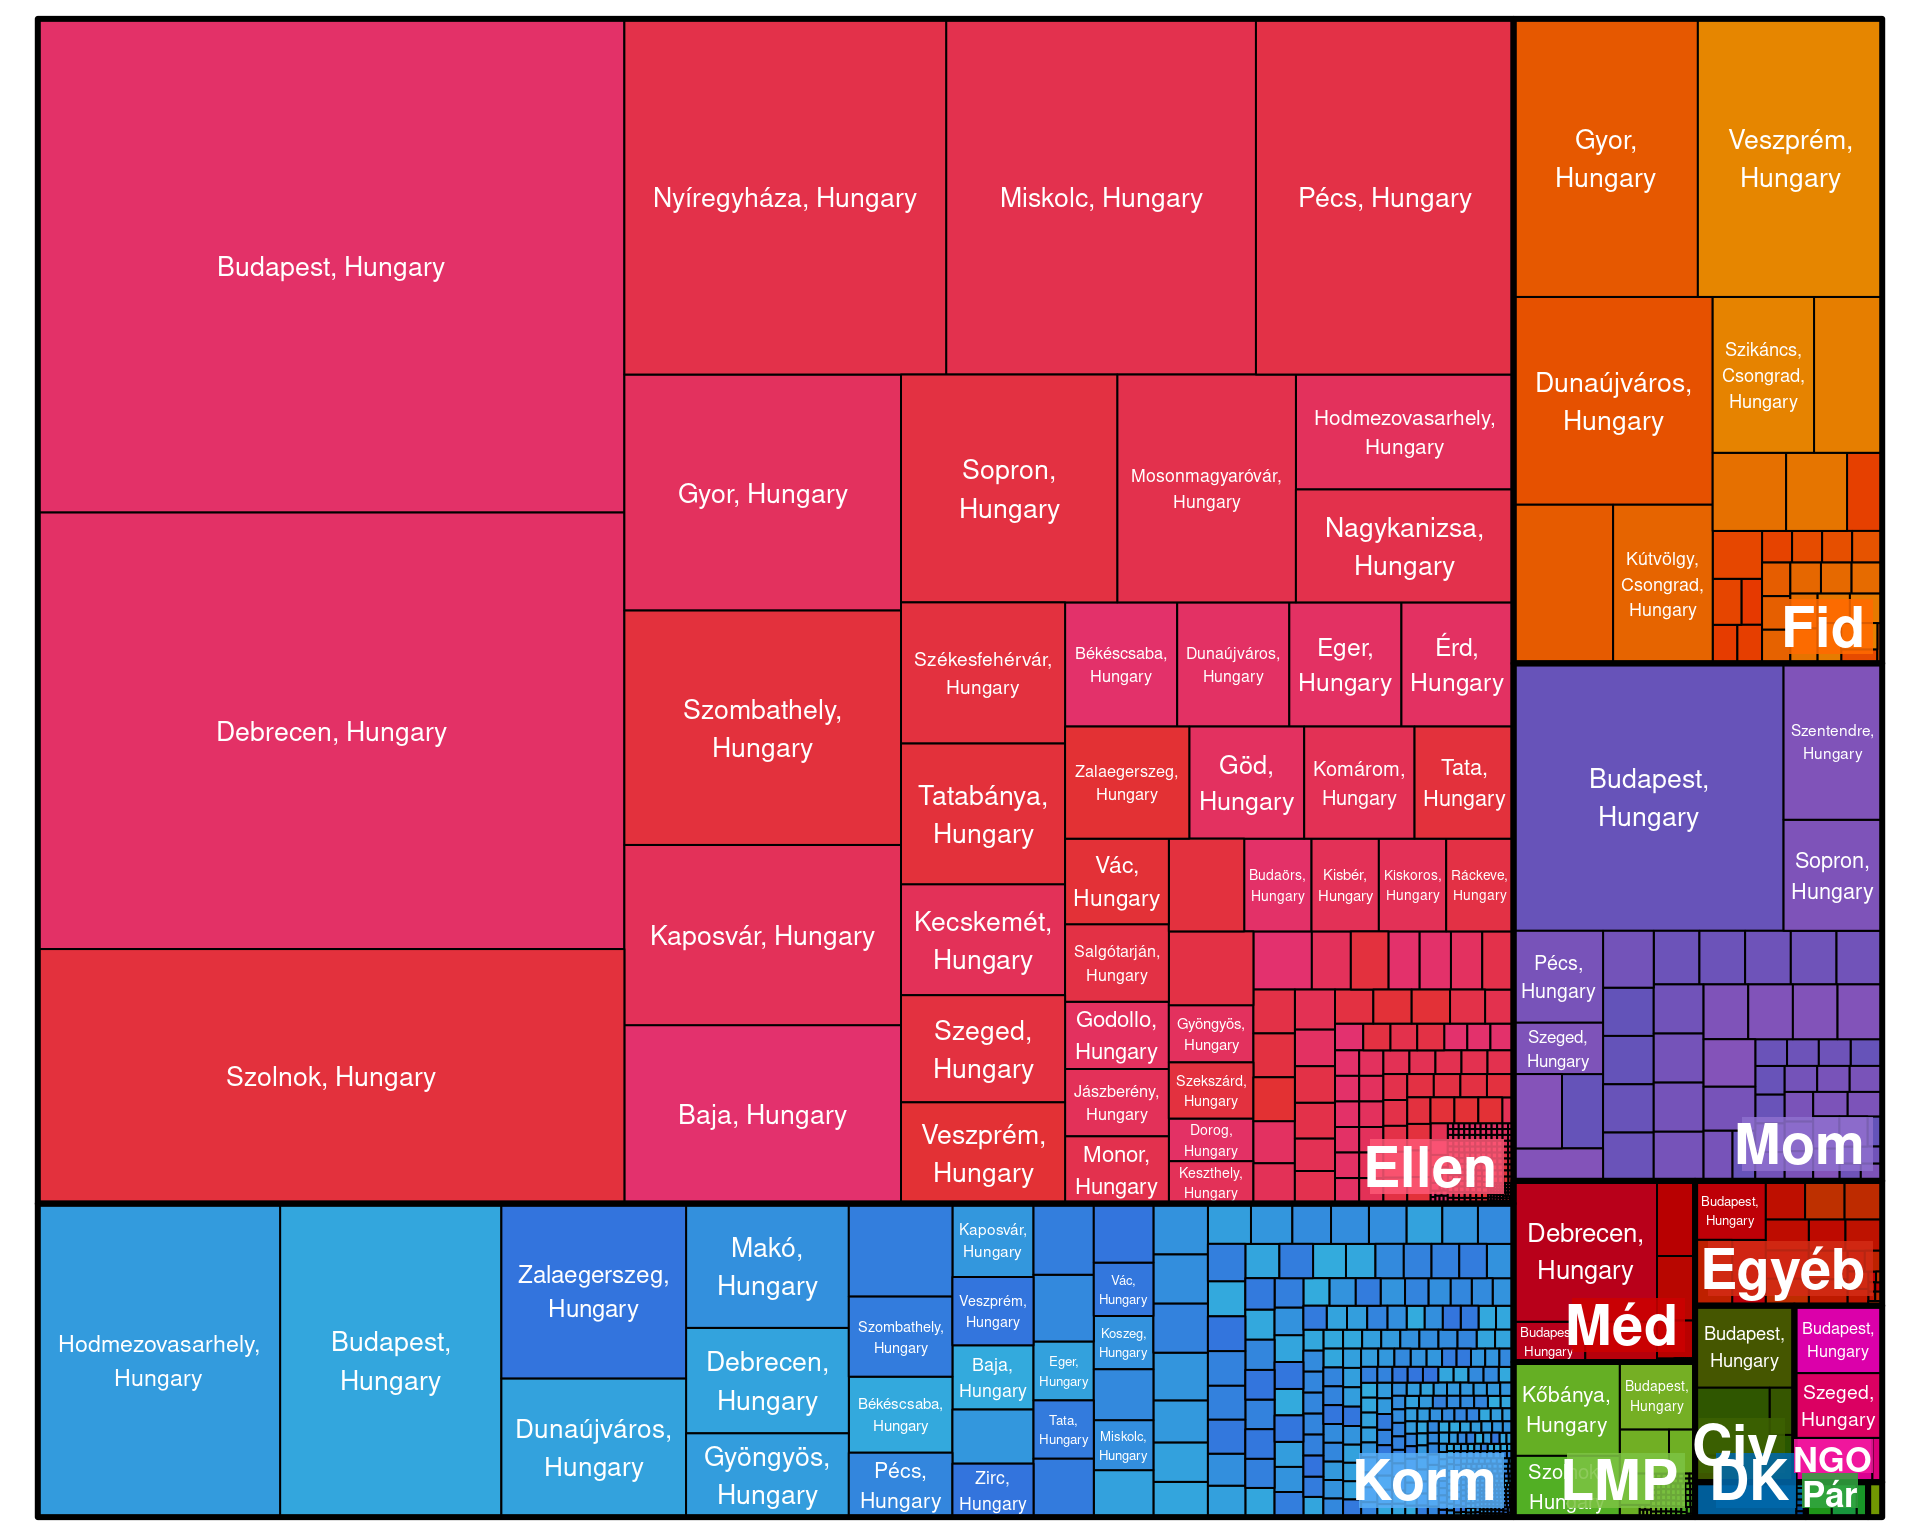 Budapest, Hungary
Debrecen, Hungary
Szolnok, Hungary
Nyíregyháza, Hungary
Miskolc, Hungary
Pécs, Hungary
Gyor, Hungary
Szombathely,
Hungary
Kaposvár, Hungary
Baja, Hungary
Sopron,
Hungary
Mosonmagyaróvár,
Hungary
Hodmezovasarhely,
Hungary
Nagykanizsa,
Hungary
Székesfehérvár,
Hungary
Tatabánya,
Hungary
Kecskemét,
Hungary
Szeged,
Hungary
Veszprém,
Hungary
Békéscsaba,
Hungary
Dunaújváros,
Hungary
Eger,
Hungary
Érd,
Hungary
Zalaegerszeg,
Hungary
Göd,
Hungary
Komárom,
Hungary
Tata,
Hungary
Vác,
Hungary
Budaörs,
Hungary
Kisbér,
Hungary
Kiskoros,
Hungary
Ráckeve,
Hungary
Salgótarján,
Hungary
Godollo,
Hungary
Jászberény,
Hungary
Monor,
Hungary
Gyöngyös,
Hungary
Szekszárd,
Hungary
Dorog,
Hungary
Keszthely,
Hungary
Ellen
Gyor,
Hungary
Veszprém,
Hungary
Dunaújváros,
Hungary
Szikáncs,
Csongrad,
Hungary
Kútvölgy,
Csongrad,
Hungary
Fid
Budapest,
Hungary
Szentendre,
Hungary
Sopron,
Hungary
Pécs,
Hungary
Szeged,
Hungary
Mom
Hodmezovasarhely,
Hungary
Budapest,
Hungary
Zalaegerszeg,
Hungary
Dunaújváros,
Hungary
Makó,
Hungary
Debrecen,
Hungary
Gyöngyös,
Hungary
Szombathely,
Hungary
Békéscsaba,
Hungary
Pécs,
Hungary
Kaposvár,
Hungary
Veszprém,
Hungary
Baja,
Hungary
Zirc,
Hungary
Eger,
Hungary
Tata,
Hungary
Vác,
Hungary
Koszeg,
Hungary
Miskolc,
Hungary
Korm
Debrecen,
Hungary
Budapest,
Hungary
Méd
Budapest,
Hungary
Egyéb
Kőbánya,
Hungary
Budapest,
Hungary
Hungary
LMP
Budapest,
Hungary
Civ
DK
Budapest,
Hungary
Szeged,
Hungary
NGO
Pár